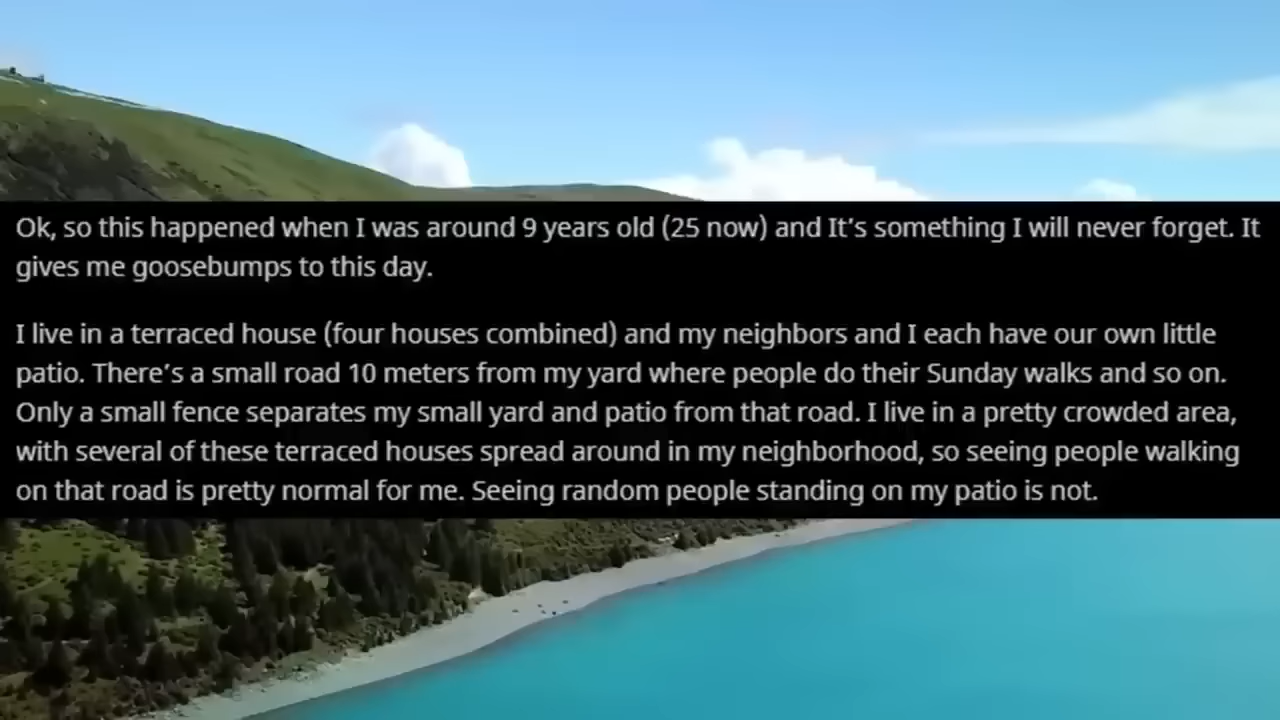 Ok, so this happened when I was around 9 years old (25 now) and It's something I will never forget. It
gives me goosebumps to this day.
I live in a terraced house (four houses combined) and my neighbors and I each have our own little
patio. There's a small road 10 meters from my yard where people do their Sunday walks and so on.
Only a small fence separates my small yard and patio from that road. I live in a pretty crowded area,
with several of these terraced houses spread around in my neighborhood, so seeing people walking
on that road is pretty normal for me. Seeing random people standing on my patio is not.